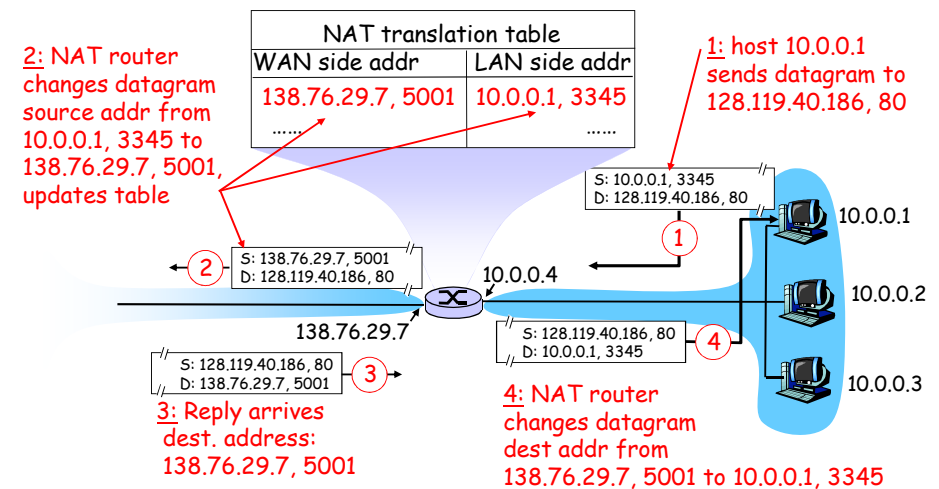 NAT translation table
WAN side addr LAN side addr
138.76.29.7, 5001 10.0.0.1, 3345
...... ......
2: NAT router
changes datagram
source addr from
10.0.0.1, 3345 to
138.76.29.7, 5001,
updates table
1: host 10.0.0.1
sends datagram to
128.119.40.186, 80
S: 10.0.0.1, 3345
D: 128.119.40.186, 80
1
10.0.0.1
S: 138.76.29.7, 5001
D: 128.119.40.186, 80
2
10.0.0.4
10.0.0.2
138.76.29.7
S: 128.119.40.186, 80
D: 10.0.0.1, 3345
4
S: 128.119.40.186, 80
D: 138.76.29.7, 5001
3
10.0.0.3
3: Reply arrives
dest. address:
138.76.29.7, 5001
4: NAT router
changes datagram
dest addr from
138.76.29.7, 5001 to 10.0.0.1, 3345